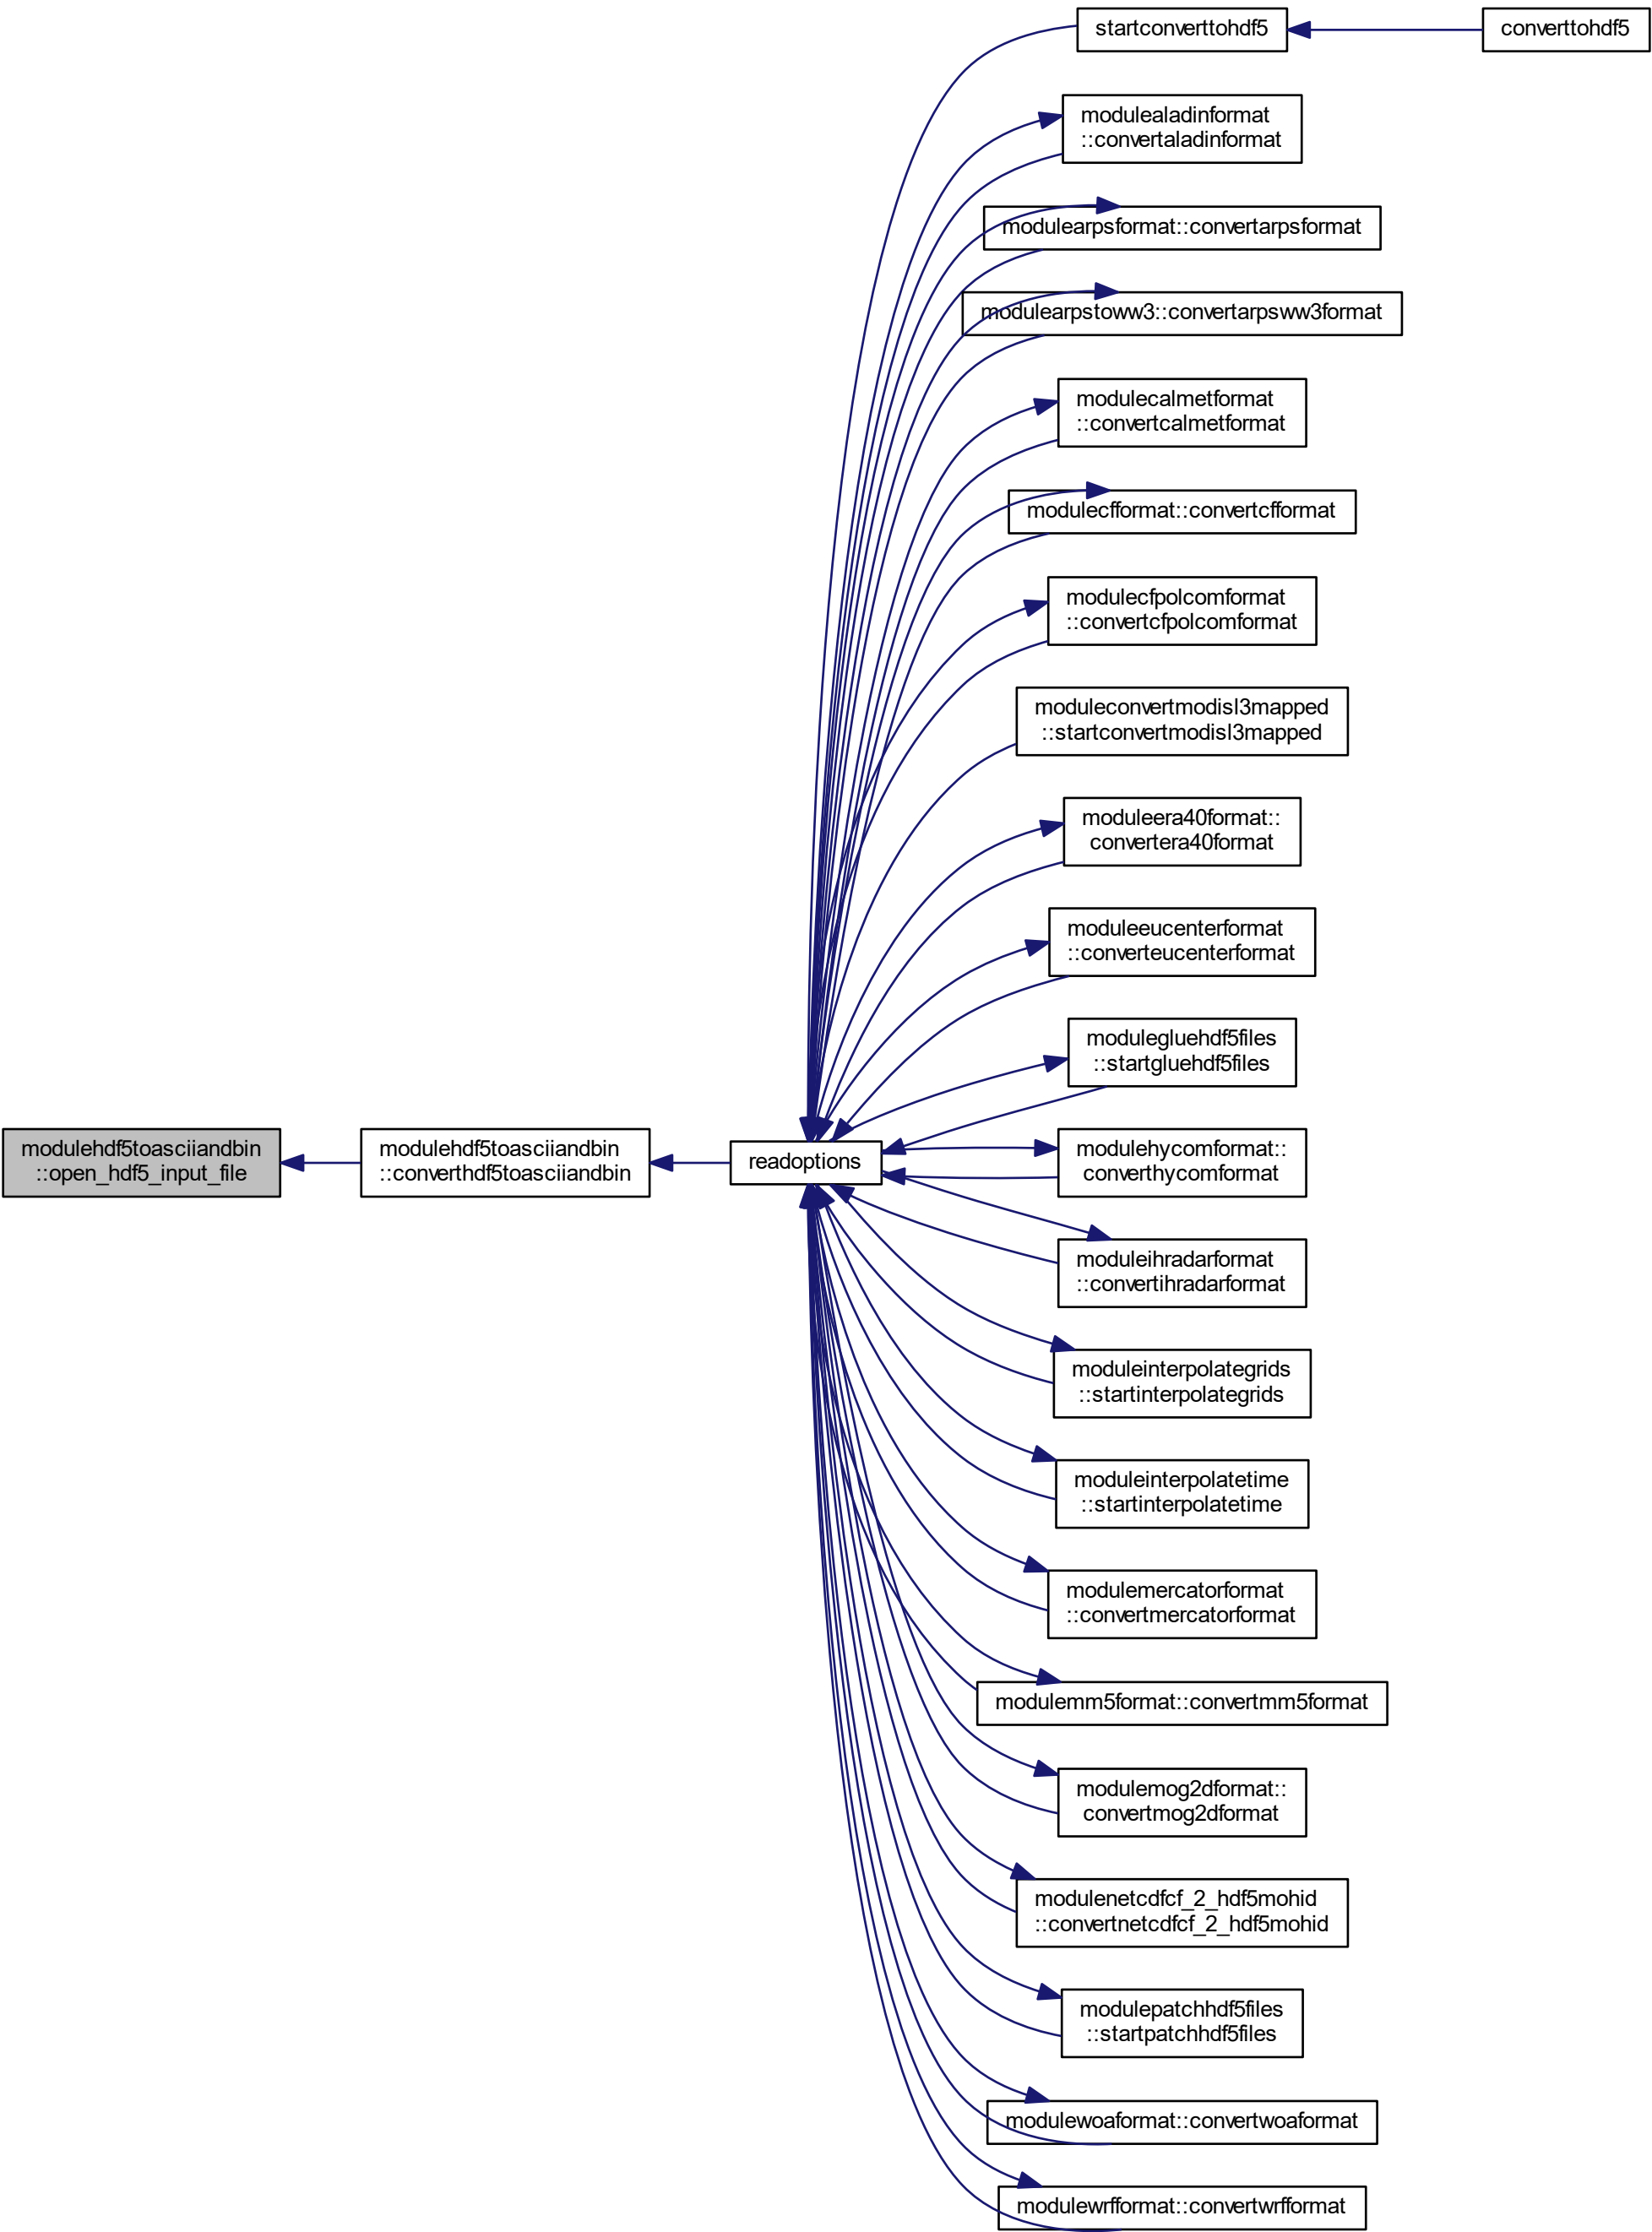 startconverttohdf5
converttohdf5
modulealadinformat
::convertaladinformat
modulearpsformat::convertarpsformat
modulearpstoww3::convertarpsww3format
modulecalmetformat
::convertcalmetformat
modulecfformat::convertcfformat
modulecfpolcomformat
::convertcfpolcomformat
moduleconvertmodisl3mapped
::startconvertmodisl3mapped
moduleera40format::
convertera40format
moduleeucenterformat
::converteucenterformat
modulegluehdf5files
::startgluehdf5files
modulehdf5toasciiandbin
::open_hdf5_input_file
modulehdf5toasciiandbin
::converthdf5toasciiandbin
readoptions
modulehycomformat::
converthycomformat
moduleihradarformat
::convertihradarformat
moduleinterpolategrids
::startinterpolategrids
moduleinterpolatetime
::startinterpolatetime
modulemercatorformat
::convertmercatorformat
modulemm5format::convertmm5format
modulemog2dformat::
convertmog2dformat
modulenetcdfcf_2_hdf5mohid
::convertnetcdfcf_2_hdf5mohid
modulepatchhdf5files
::startpatchhdf5files
modulewoaformat::convertwoaformat
modulewrfformat::convertwrfformat